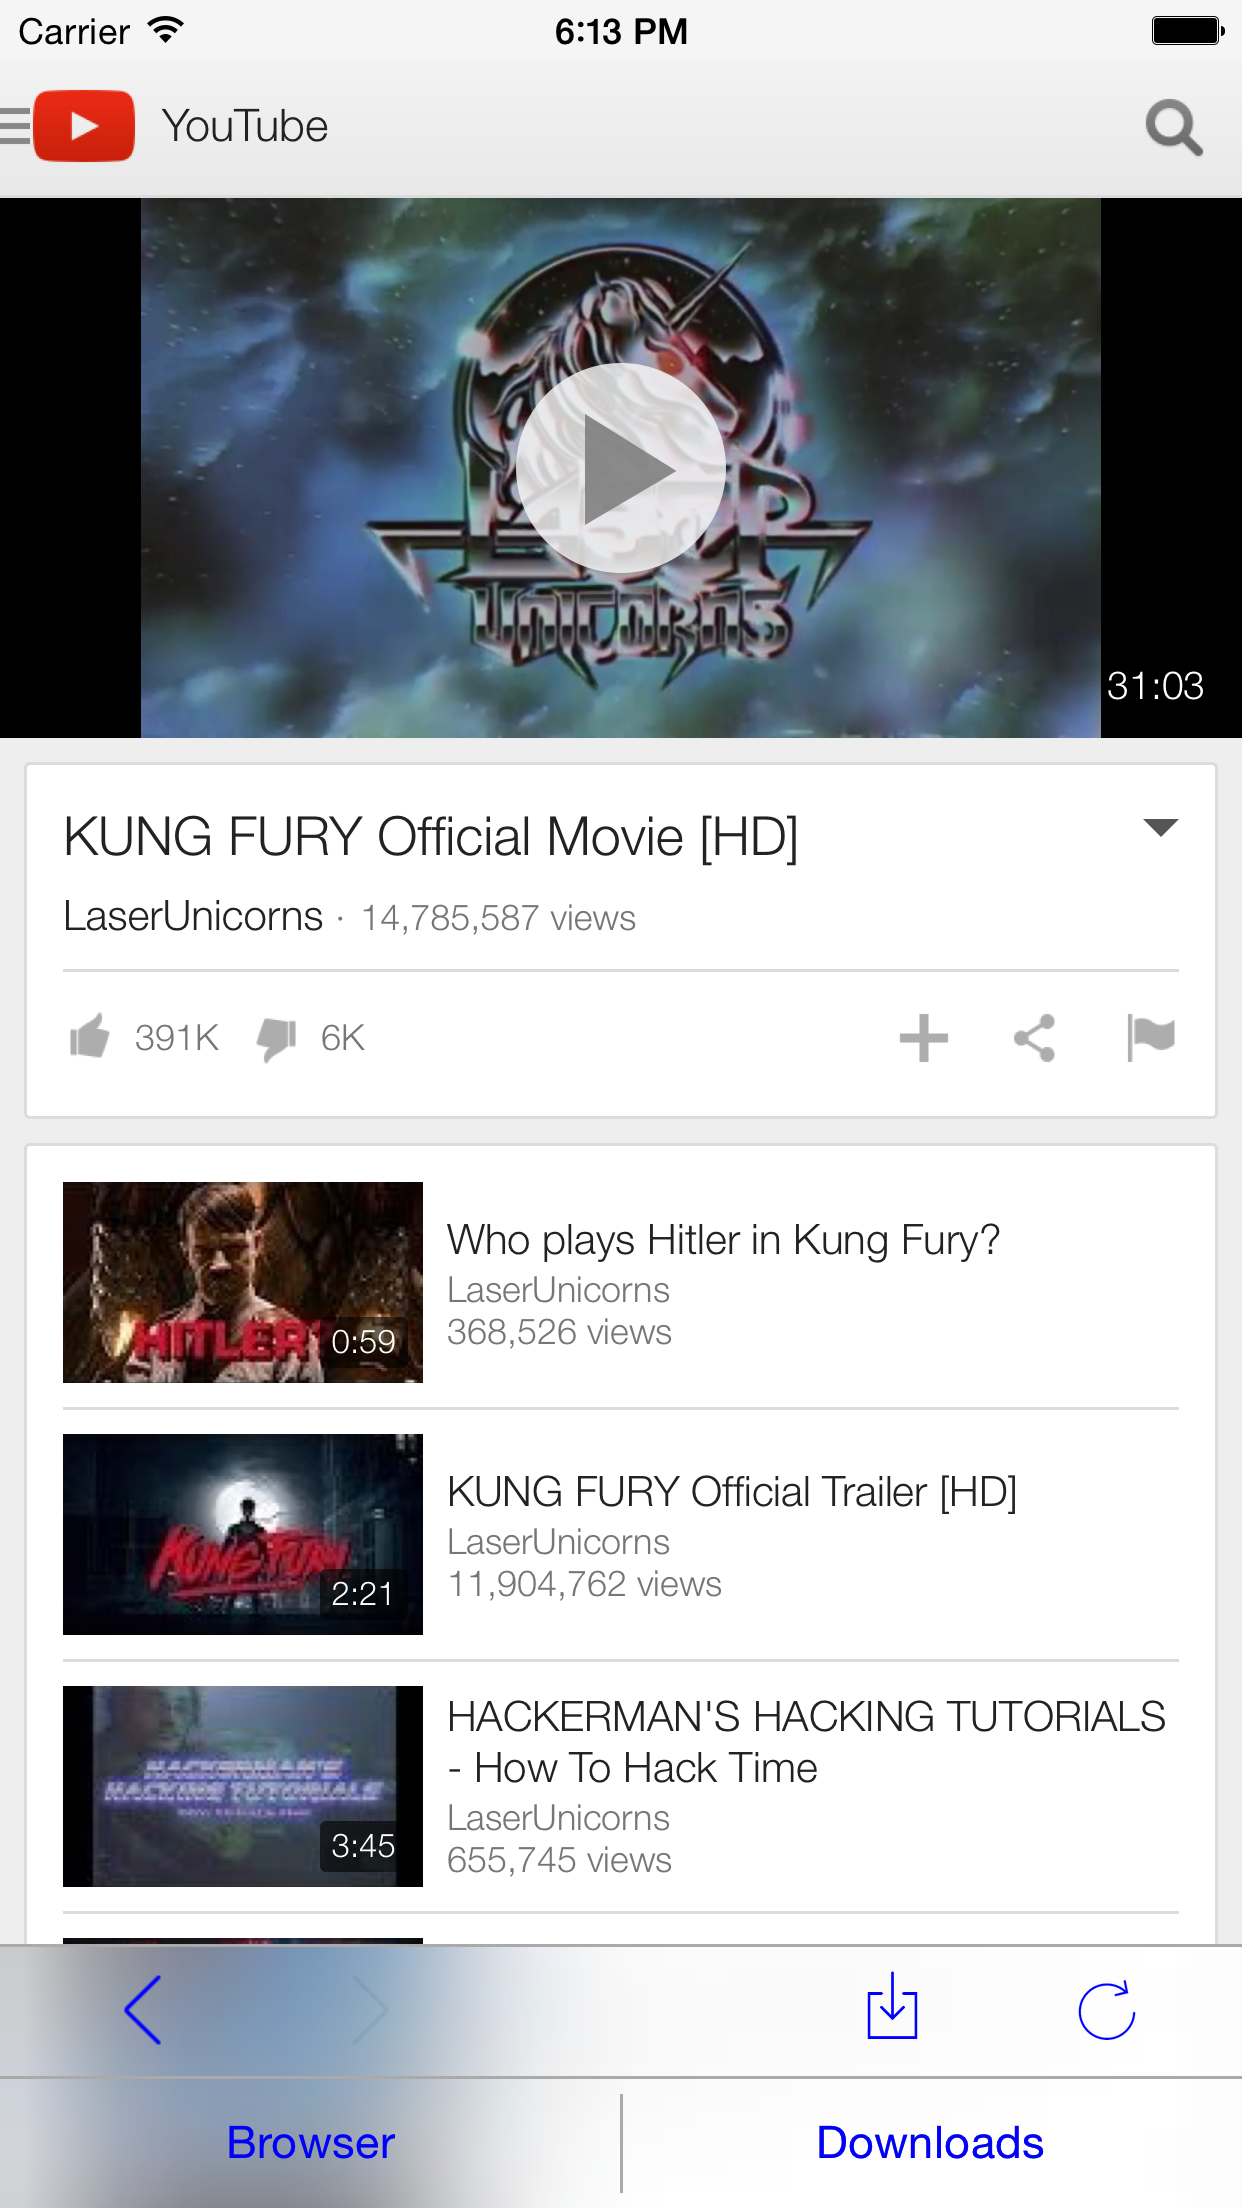 Carrier 6:13 PM
YouTube
UNICORNS
31:03
KUNG FURY Official Movie [HD]
LaserUnicorns · 14,785,587 views
391K 6K
HITLER
0:59
Who plays Hitler in Kung Fury?
LaserUnicorns
368,526 views
KUNG FURY
2:21
KUNG FURY Official Trailer [HD]
LaserUnicorns
11,904,762 views
HACKERMAN'S
HACKING TUTORIALS
3:45
HACKERMAN'S HACKING TUTORIALS
- How To Hack Time
LaserUnicorns
655,745 views
Browser Downloads